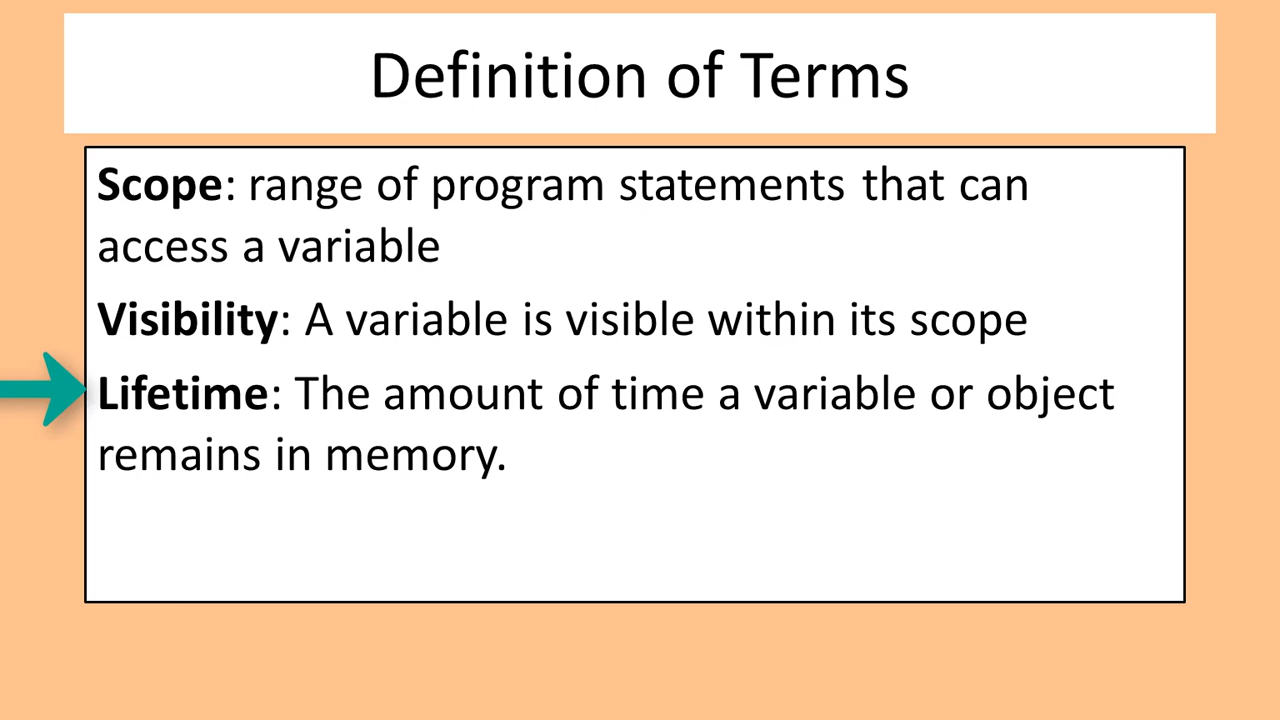 Definition of Terms
Scope: range of program statements that can
access a variable
Visibility: A variable is visible within its scope
Lifetime: The amount of time a variable or object
remains in memory.